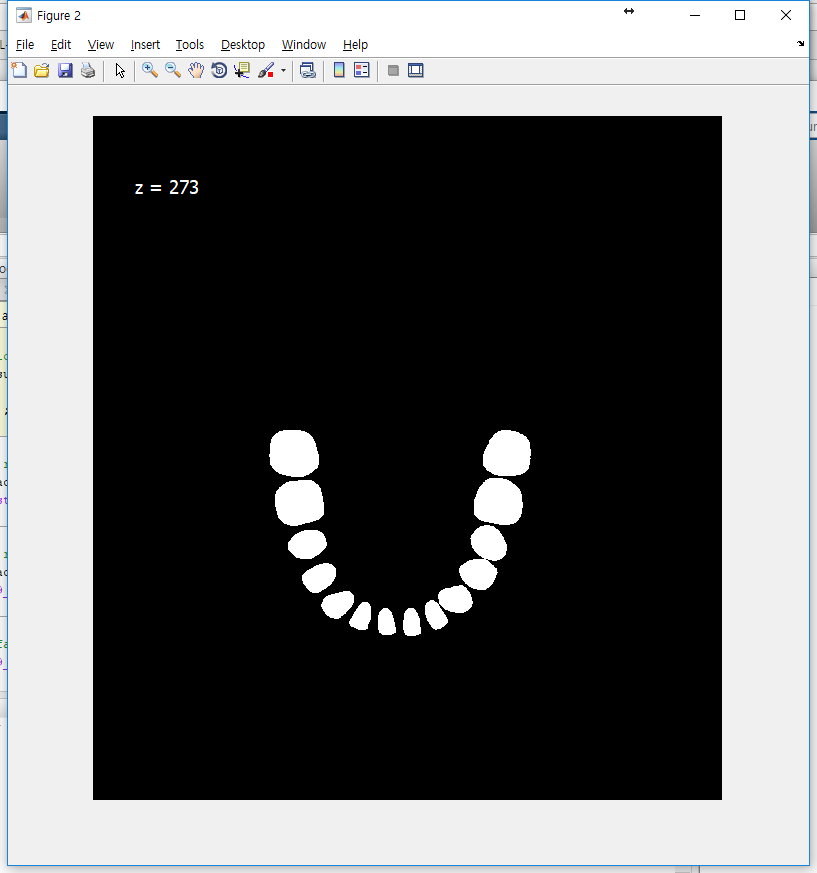 Figure 2
File Edit View Insert Tools Desktop Window Help
z = 273